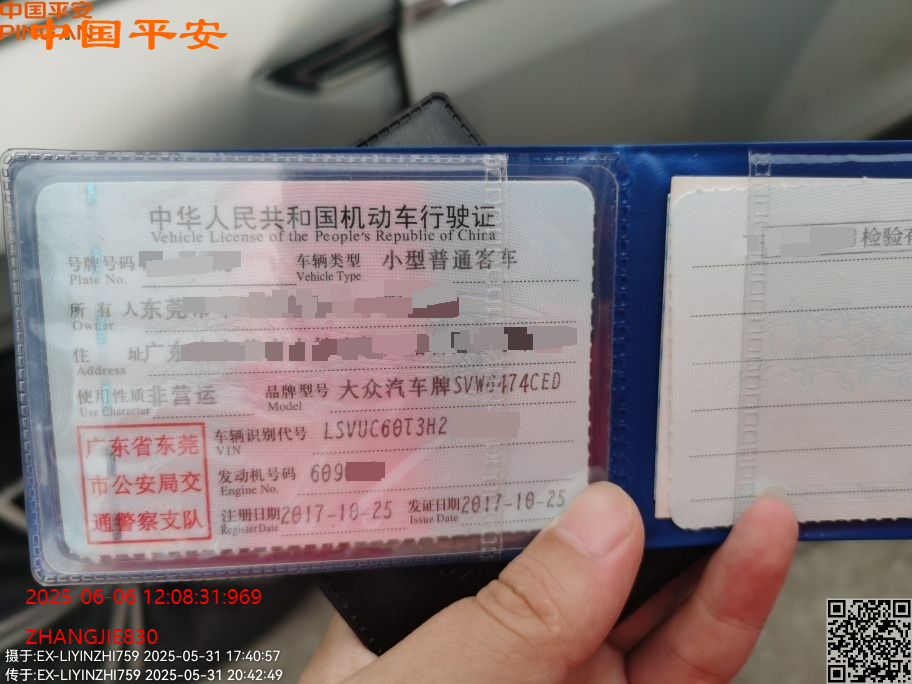 中国平安
中国平安
中华人民共和国机动车行驶证
Vehicle License of the People's Republic of China
号牌号码
Plate No.
车辆类型 小型普通客车
Vehicle Type
所有人 东莞市
Owner
住址 广东
Address
使用性质 非营运
Use Character
品牌型号 大众汽车牌SVW6474CED
Model
车辆识别代号 LSVUC60T3H2
VIN
发动机号码 609
Engine No.
注册日期 2017-10-25
Register Date
发证日期 2017-10-25
Issue Date
广东省东莞
市公安局交
通警察支队
检验有
2025-06-06 12:08:31:969
ZHANGJIE830
摄于:EX-LIYINZHI759 2025-05-31 17:40:57
传于:EX-LIYINZHI759 2025-05-31 20:42:49